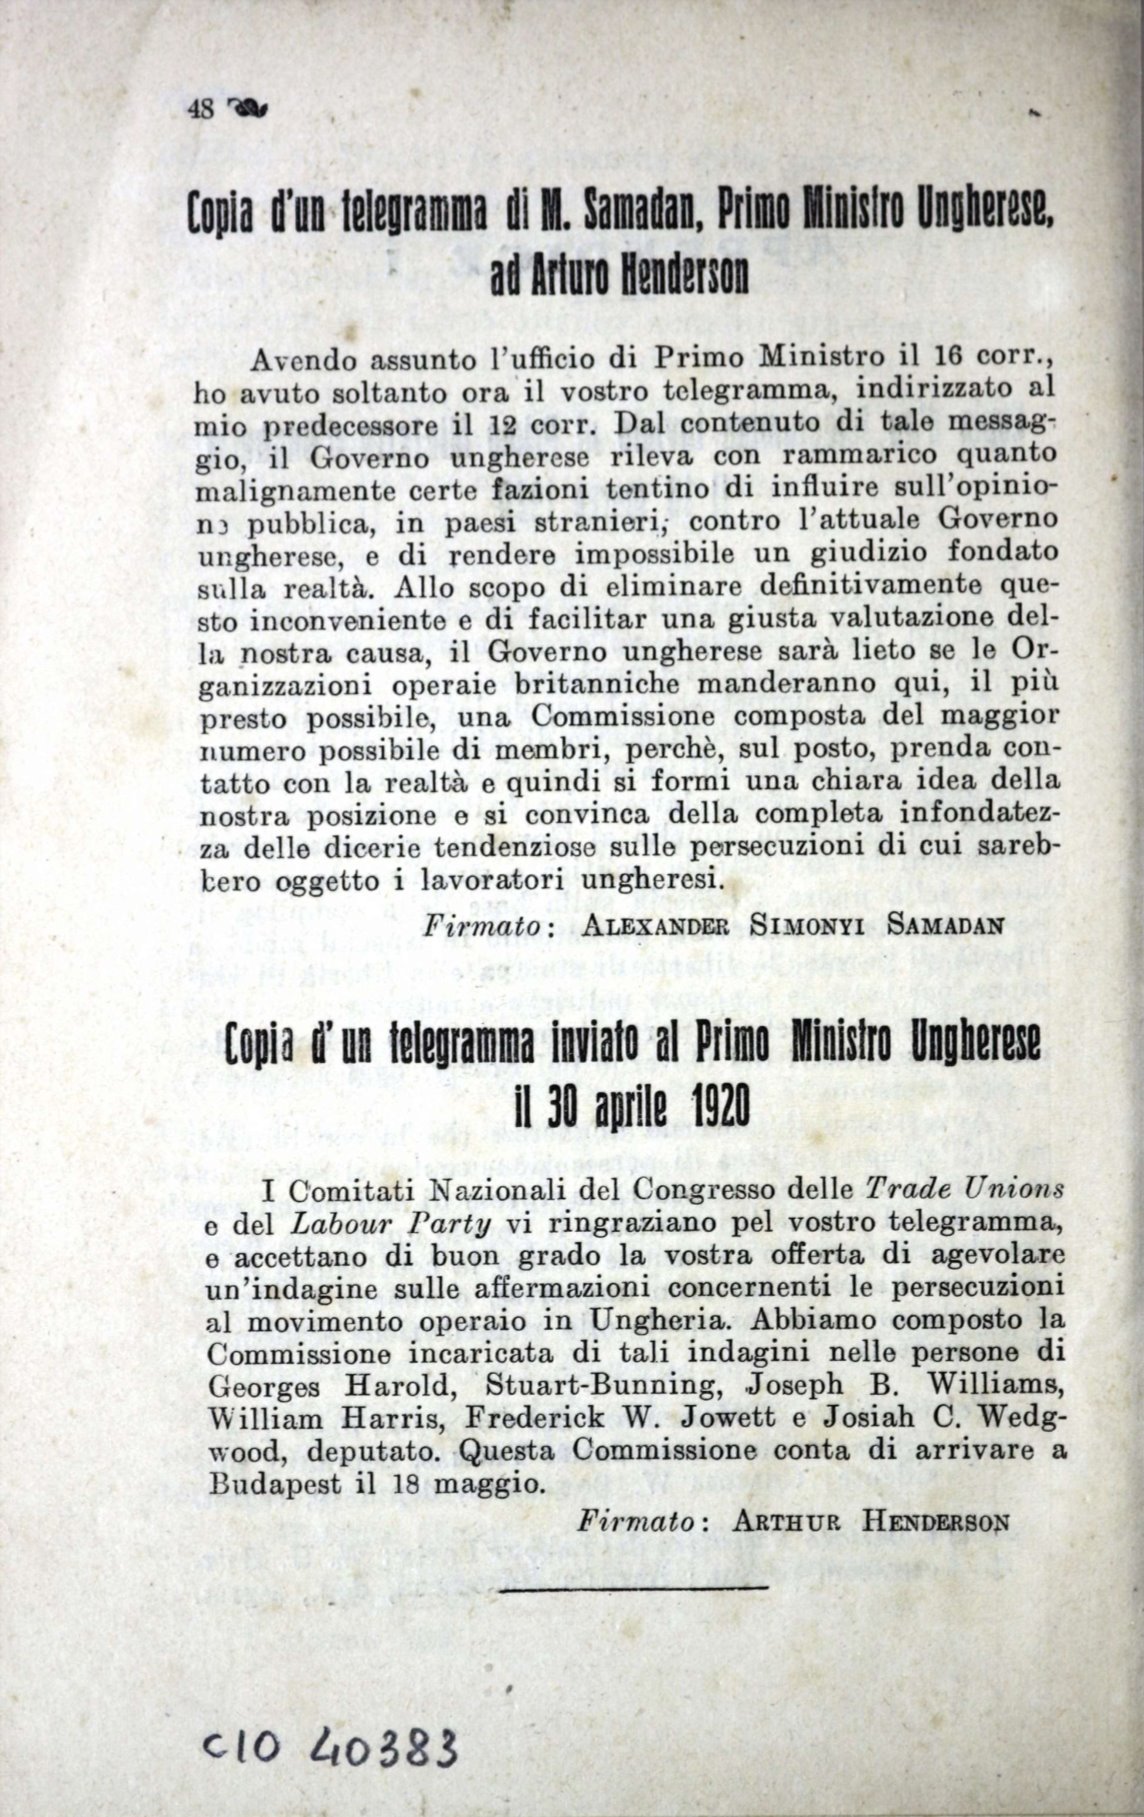 48
Copia d'un telegramma di M. Samadan, Primo Ministro Ungherese,
ad Arturo Henderson
Avendo assunto l'ufficio di Primo Ministro il 16 corr.,
ho avuto soltanto ora il vostro telegramma, indirizzato al
mio predecessore il 12 corr. Dal contenuto di tale messag-
gio, il Governo ungherese rileva con rammarico quanto
malignamente certe fazioni tentino di influire sull'opinio-
ne pubblica, in paesi stranieri, contro l'attuale Governo
ungherese, e di rendere impossibile un giudizio fondato
sulla realtà. Allo scopo di eliminare definitivamente que-
sto inconveniente e di facilitar una giusta valutazione del-
la nostra causa, il Governo ungherese sarà lieto se le Or-
ganizzazioni operaie britanniche manderanno qui, il più
presto possibile, una Commissione composta del maggior
numero possibile di membri, perchè, sul posto, prenda con-
tatto con la realtà e quindi si formi una chiara idea della
nostra posizione e si convinca della completa infondatez-
za delle dicerie tendenziose sulle persecuzioni di cui sareb-
bero oggetto i lavoratori ungheresi.
Firmato: ALEXANDER SIMONYI SAMADAN
Copia d'un telegramma inviato al Primo Ministro Ungherese
il 30 aprile 1920
I Comitati Nazionali del Congresso delle Trade Unions
e del Labour Party vi ringraziano pel vostro telegramma,
e accettano di buon grado la vostra offerta di agevolare
un'indagine sulle affermazioni concernenti le persecuzioni
al movimento operaio in Ungheria. Abbiamo composto la
Commissione incaricata di tali indagini nelle persone di
Georges Harold, Stuart-Bunning, Joseph B. Williams,
William Harris, Frederick W. Jowett e Josiah C. Wedg-
wood, deputato. Questa Commissione conta di arrivare a
Budapest il 18 maggio.
Firmato: ARTHUR HENDERSON
C10 40383